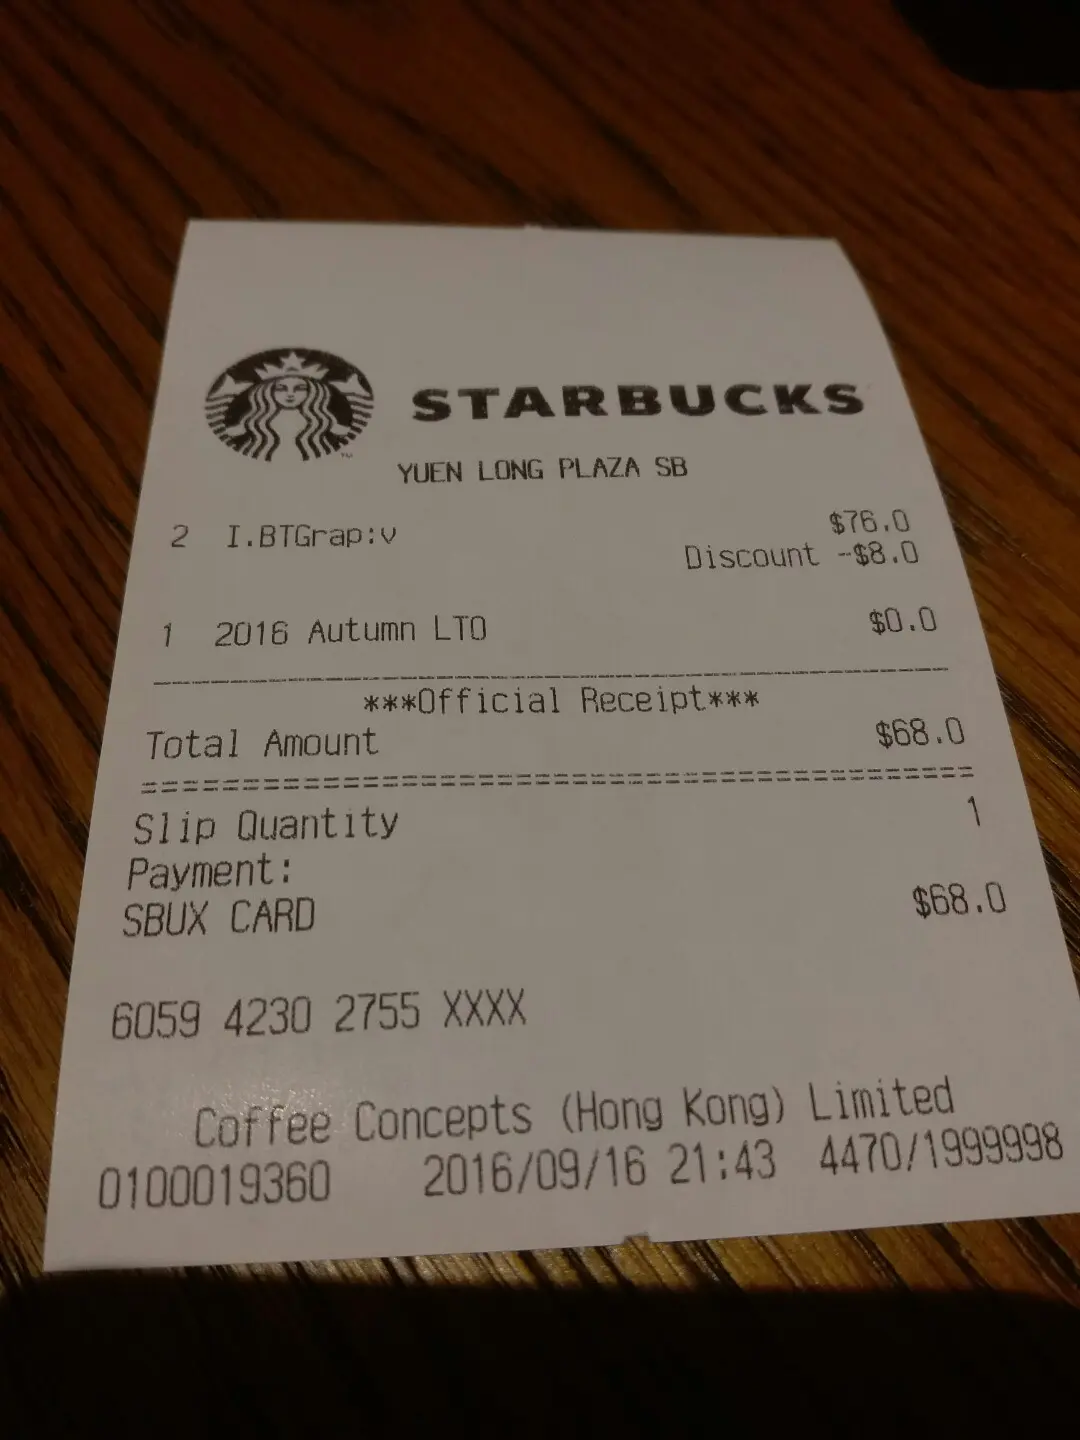 STARBUCKS
YUEN LONG PLAZA SB
2 I.BTGrap:v $76.0
Discount -$8.0
1 2016 Autumn LTO $0.0
***Official Receipt***
Total Amount $68.0
Slip Quantity 1
Payment:
SBUX CARD $68.0
6059 4230 2755 XXXX
Coffee Concepts (Hong Kong) Limited
0100019360 2016/09/16 21:43 4470/1999998